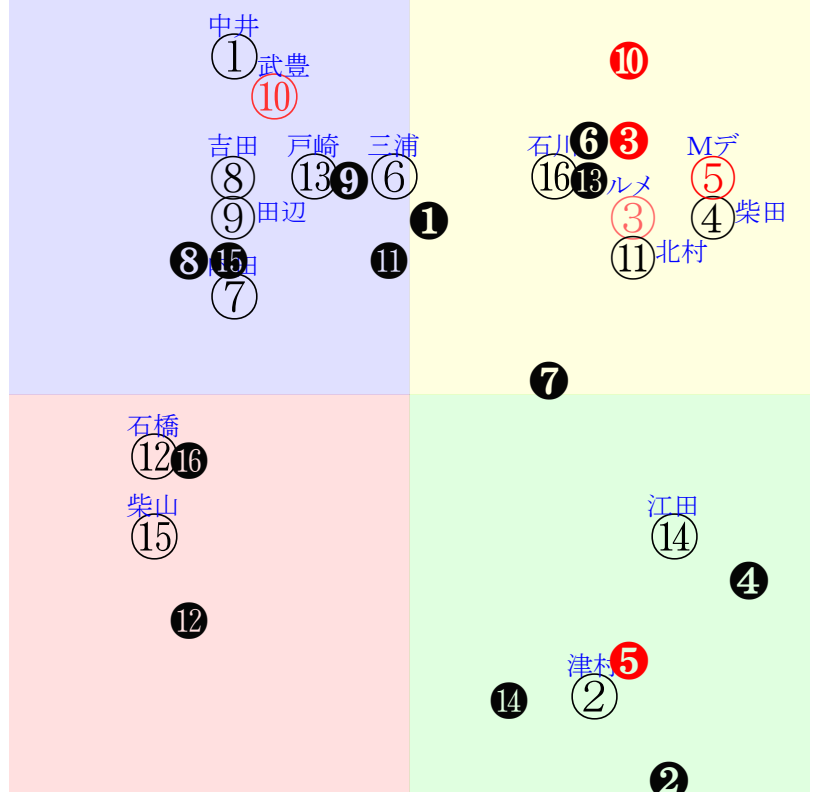 中井
①
❿
武豊
⑩
吉田
戸崎
三浦
石川
❻
❸
Mデ
⑧
⑬
❾
⑥
⑯
⓭
ルメ
⑤
⑨
田辺
❶
③
④
柴田
❽
⓯
⓫
⑪
北村
田
⑦
❼
石橋
⑫
⓰
柴山
江田
⑮
⑭
❹
⓬
津村
❺
⓮
②
❷